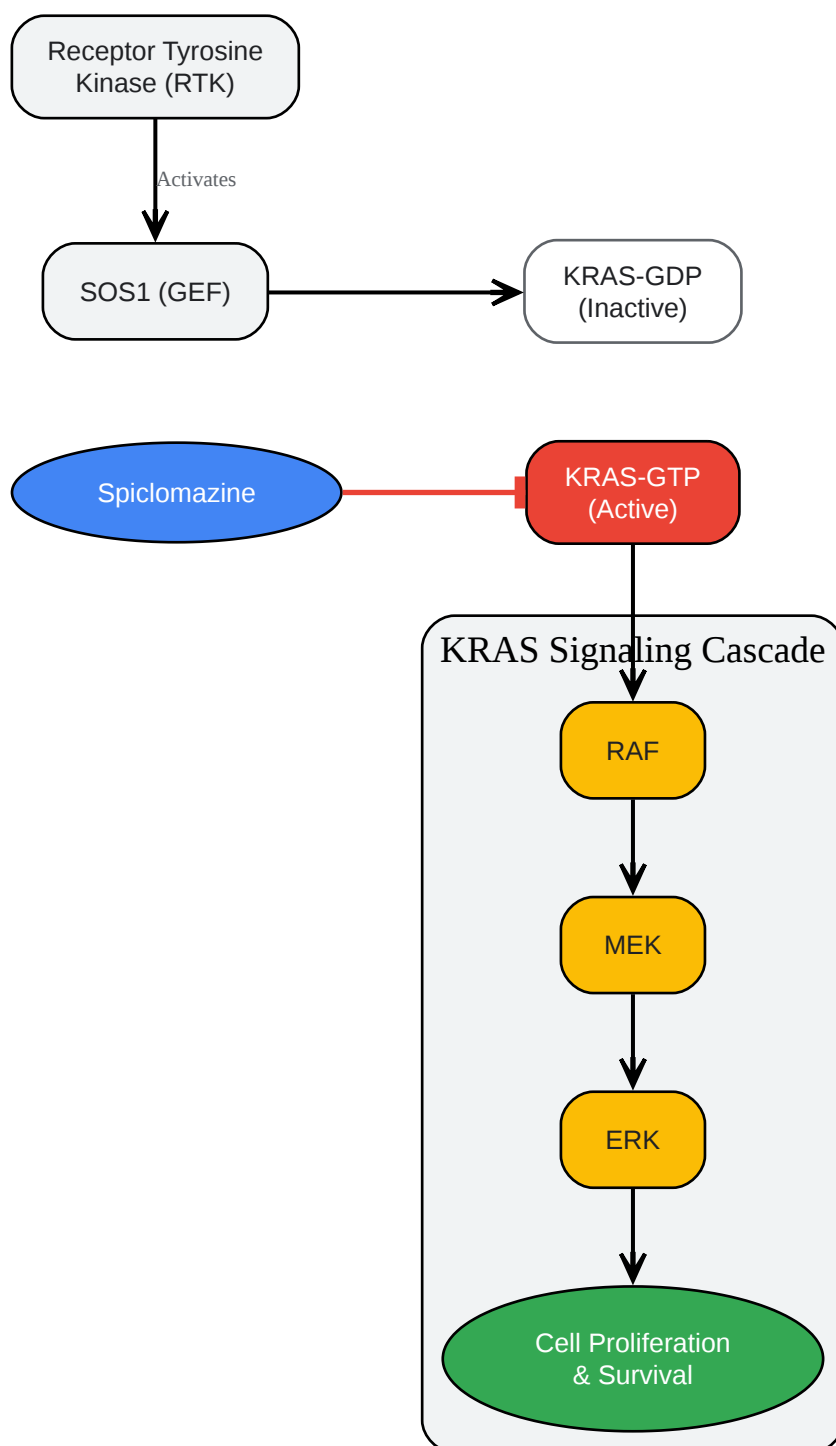 Receptor Tyrosine
Kinase (RTK)
Activates
SOS1 (GEF)
KRAS-GDP
(Inactive)
Spiclomazine
KRAS-GTP
(Active)
KRAS Signaling Cascade
RAF
MEK
ERK
Cell Proliferation
& Survival